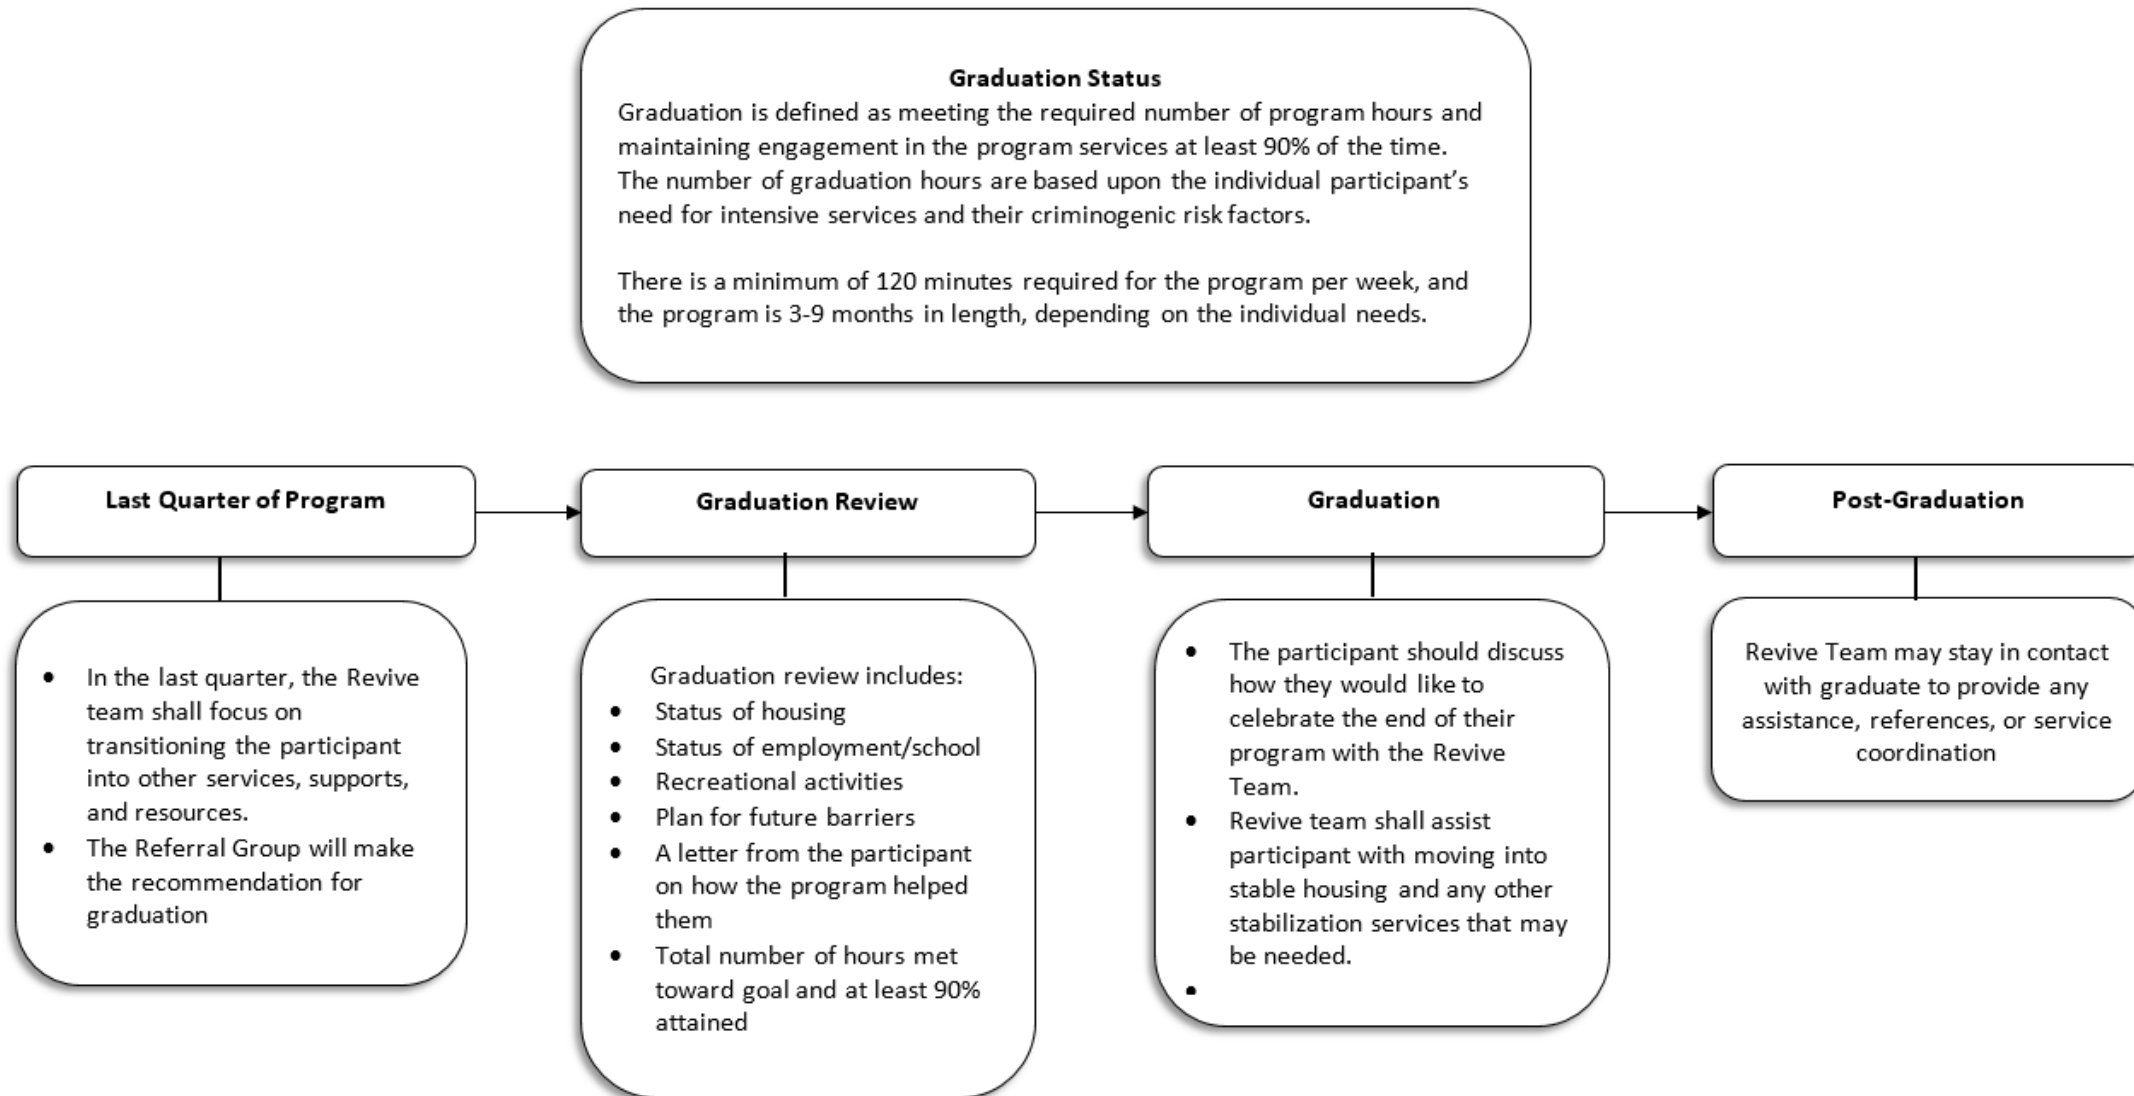 Graduation Status
Graduation is defined as meeting the required number of program hours and
maintaining engagement in the program services at least 90% of the time.
The number of graduation hours are based upon the individual participant’s
need for intensive services and their criminogenic risk factors.
There is a minimum of 120 minutes required for the program per week, and
the program is 3-9 months in length, depending on the individual needs.
Last Quarter of Program
Graduation Review
Graduation
Post-Graduation
• In the last quarter, the Revive
team shall focus on
transitioning the participant
into other services, supports,
and resources.
• The Referral Group will make
the recommendation for
graduation
Graduation review includes:
• Status of housing
• Status of employment/school
• Recreational activities
• Plan for future barriers
• A letter from the participant
on how the program helped
them
• Total number of hours met
toward goal and at least 90%
attained
• The participant should discuss
how they would like to
celebrate the end of their
program with the Revive
Team.
• Revive team shall assist
participant with moving into
stable housing and any other
stabilization services that may
be needed.
•
Revive Team may stay in contact
with graduate to provide any
assistance, references, or service
coordination